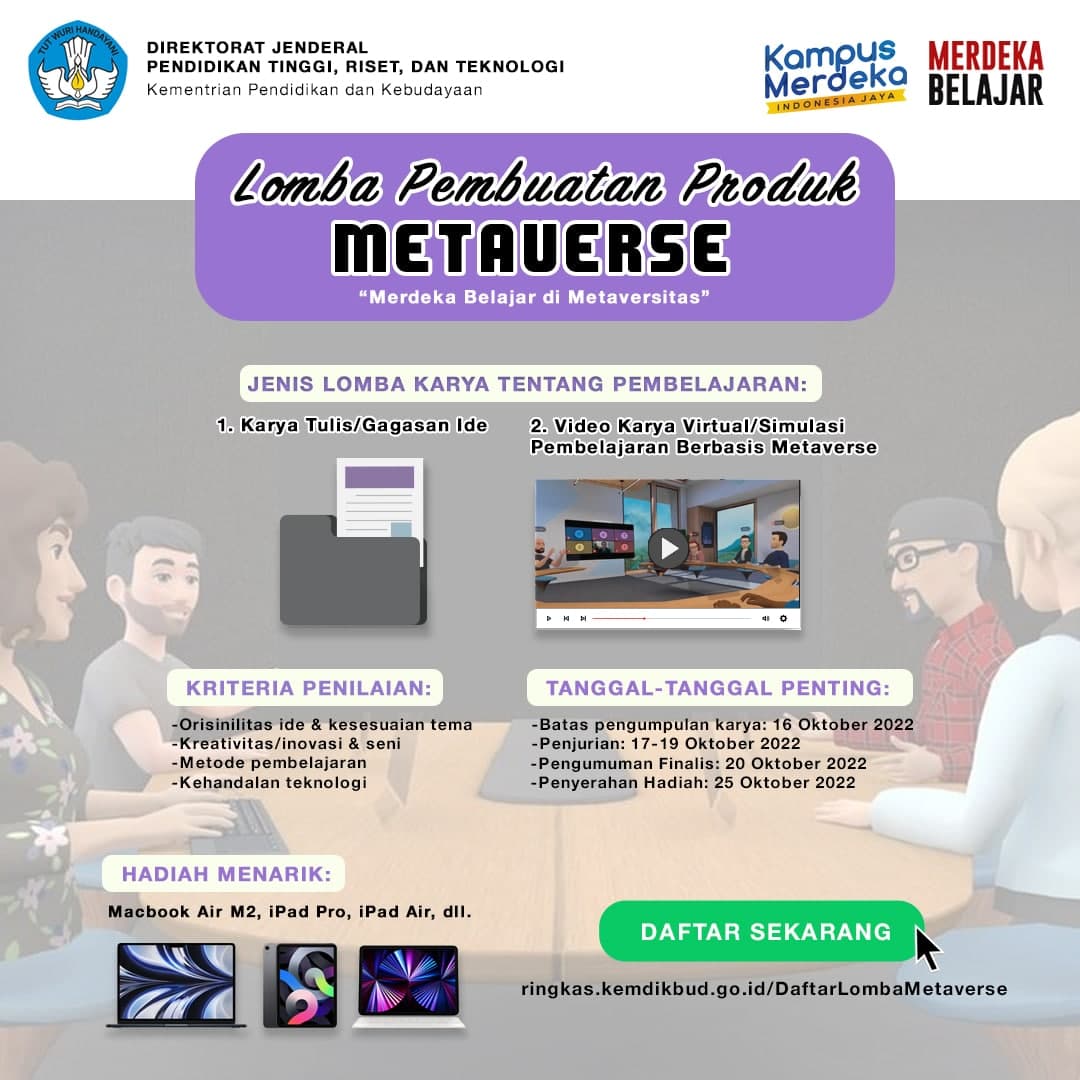 TUT WURI HANDAYANI
DIREKTORAT JENDERAL
PENDIDIKAN TINGGI, RISET, DAN TEKNOLOGI
Kementrian Pendidikan dan Kebudayaan
Kampus
Merdeka
INDONESIA JAYA
MERDEKA
BELAJAR
Lomba Pembuatan Produk
METAVERSE
“Merdeka Belajar di Metaversitas”
JENIS LOMBA KARYA TENTANG PEMBELAJARAN:
1. Karya Tulis/Gagasan Ide
2. Video Karya Virtual/Simulasi
Pembelajaran Berbasis Metaverse
KRITERIA PENILAIAN:
-Orisinilitas ide & kesesuaian tema
-Kreativitas/inovasi & seni
-Metode pembelajaran
-Kehandalan teknologi
TANGGAL-TANGGAL PENTING:
-Batas pengumpulan karya: 16 Oktober 2022
-Penjurian: 17-19 Oktober 2022
-Pengumuman Finalis: 20 Oktober 2022
-Penyerahan Hadiah: 25 Oktober 2022
HADIAH MENARIK:
Macbook Air M2, iPad Pro, iPad Air, dll.
DAFTAR SEKARANG
ringkas.kemdikbud.go.id/DaftarLombaMetaverse